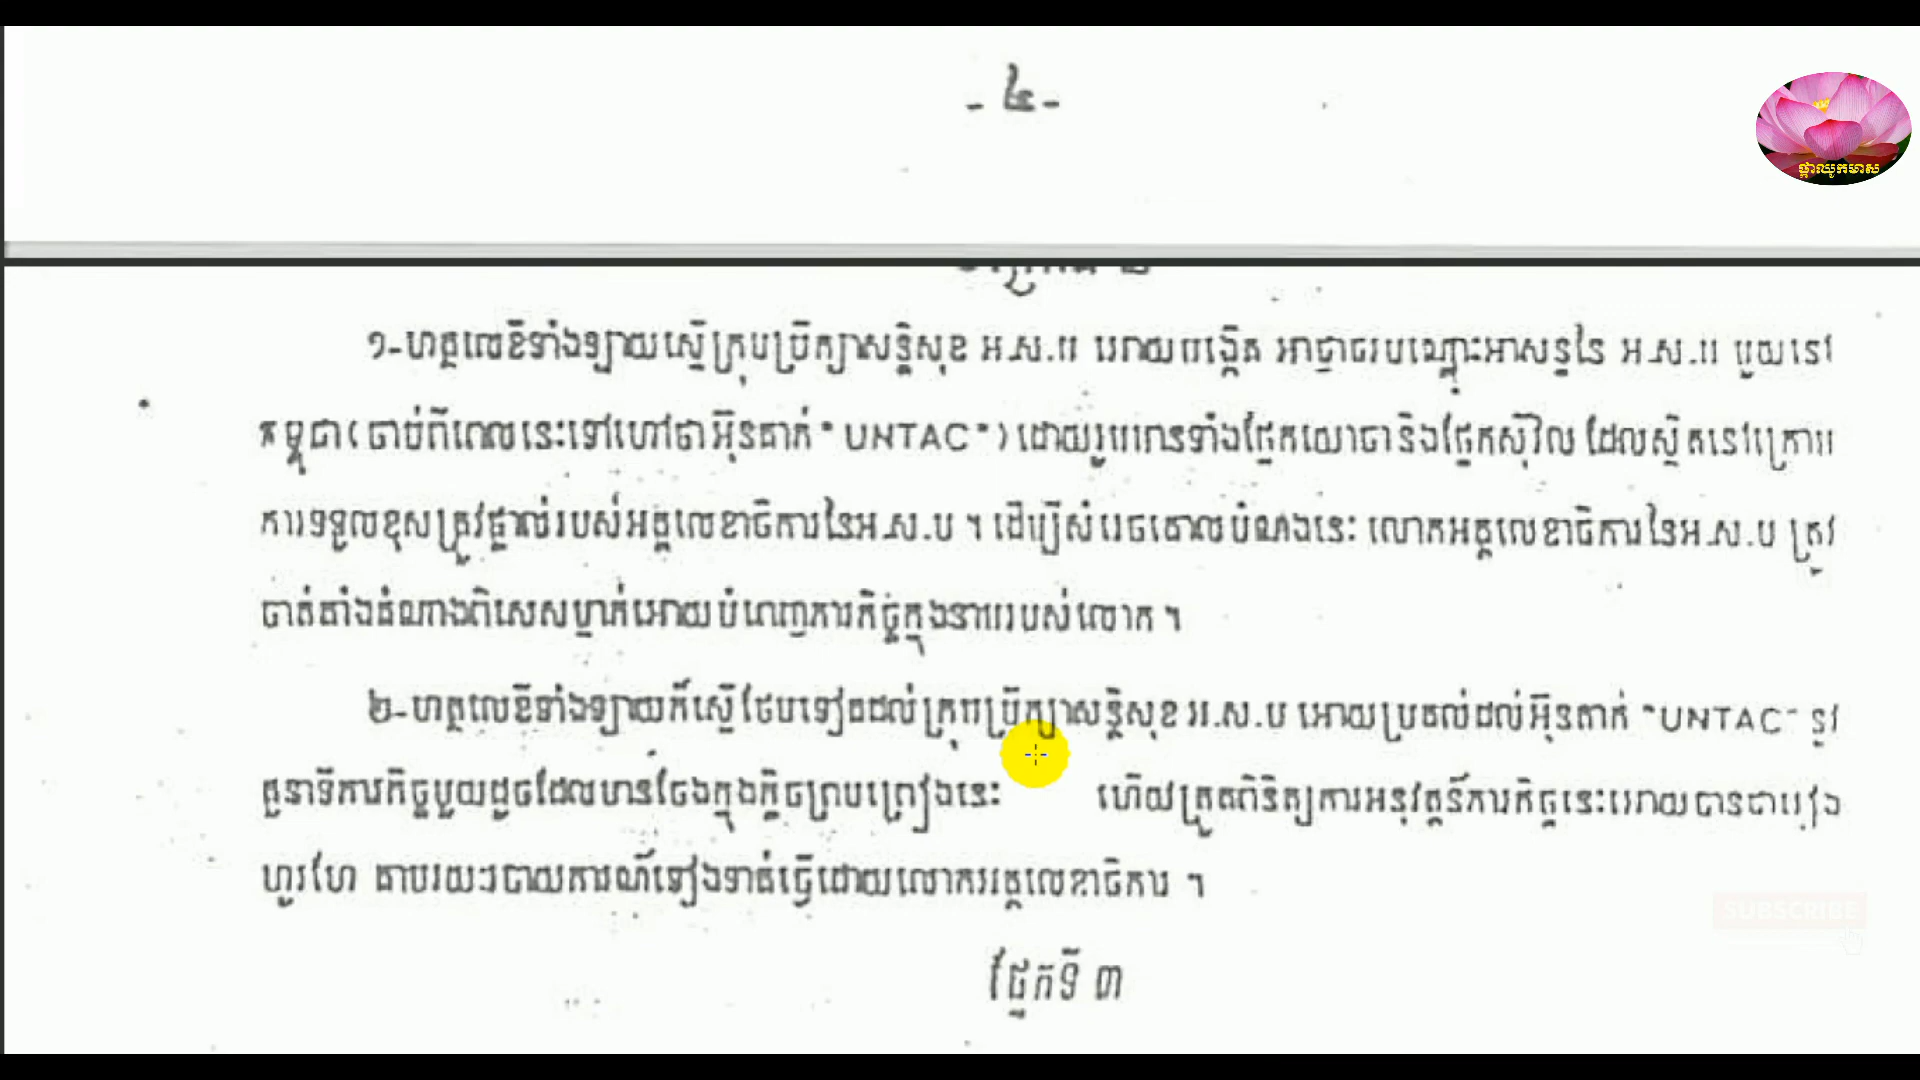 - ៤ -
ផ្កាឈូកមាស
១-ហត្ថលេខីទាំងឡាយស្នើក្រុមប្រឹក្សាសន្តិសុខ អ.ស.ប អោយបង្កើត អាជ្ញាធរបណ្តោះអាសន្ននៃ អ.ស.ប មួយនៅ
កម្ពុជា(ចាប់ពីពេលនេះទៅហៅថាអ៊ុនតាក់"UNTAC")ដោយរួមមានទាំងផ្នែកយោធានិងផ្នែកស៊ីវិល ដែលស្ថិតនៅក្រោម
ការទទួលខុសត្រូវផ្ទាល់របស់អគ្គលេខាធិការនៃអ.ស.ប ។ ដើម្បីសំរេចគោលបំណងនេះ លោកអគ្គលេខាធិការនៃអ.ស.ប ត្រូវ
ចាត់តាំងតំណាងពិសេសម្នាក់អោយបំពេញភារកិច្ចក្នុងនាមរបស់លោក ។
២-ហត្ថលេខីទាំងឡាយក៏ស្នើថែមទៀតដល់ក្រុមប្រឹក្សាសន្តិសុខ អ.ស.ប អោយប្រគល់ដល់អ៊ុនតាក់ "UNTAC" នូវ
តួនាទីភារកិច្ចមួយដូចដែលមានចែងក្នុងកិច្ចព្រមព្រៀងនេះ ហើយត្រួតពិនិត្យការអនុវត្តន៍ភារកិច្ចនេះអោយបានជារៀង
ហូរហែ តាមរយៈរបាយការណ៍ទៀងទាត់ធ្វើដោយលោកអគ្គលេខាធិការ ។
SUBSCRIBE
ផ្នែកទី ៣